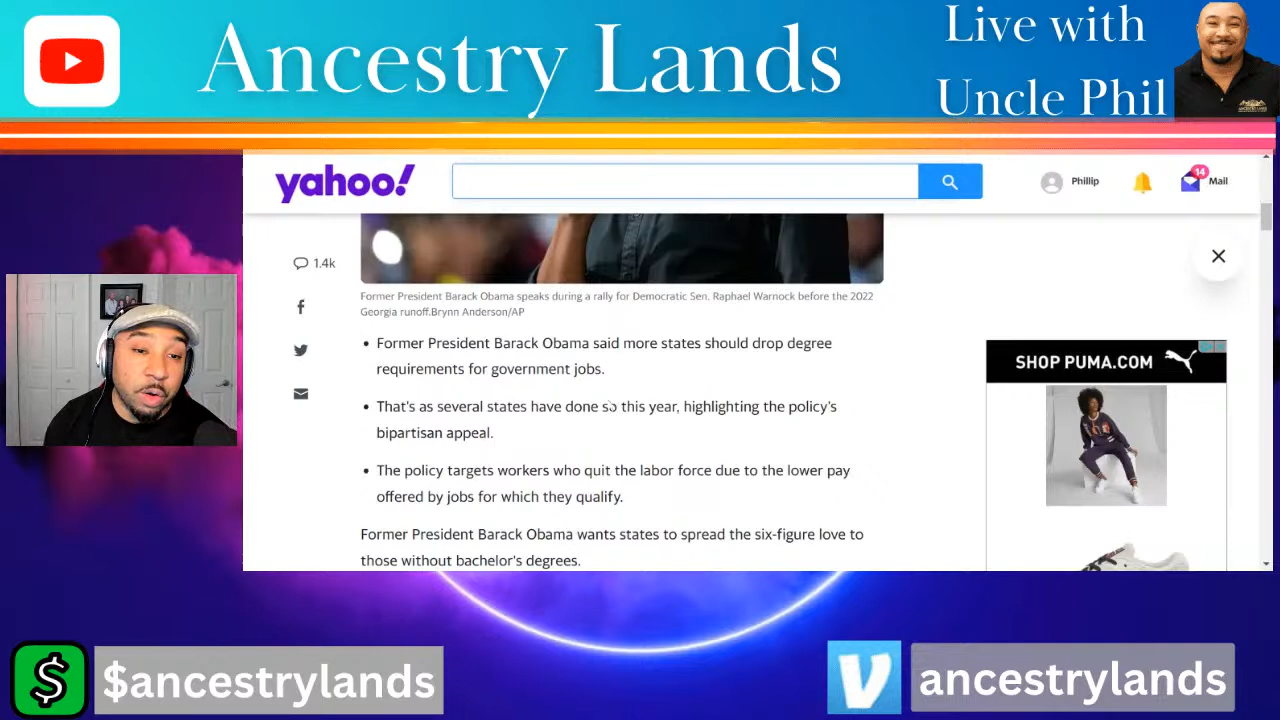 Ancestry Lands
Live with
Uncle Phil
yahoo!
Phillip
14
Mail
1.4k
Former President Barack Obama speaks during a rally for Democratic Sen. Raphael Warnock before the 2022
Georgia runoff.Brynn Anderson/AP
• Former President Barack Obama said more states should drop degree
requirements for government jobs.
• That's as several states have done so this year, highlighting the policy's
bipartisan appeal.
• The policy targets workers who quit the labor force due to the lower pay
offered by jobs for which they qualify.
Former President Barack Obama wants states to spread the six-figure love to
those without bachelor's degrees.
SHOP PUMA.COM
$ancestrylands
ancestrylands